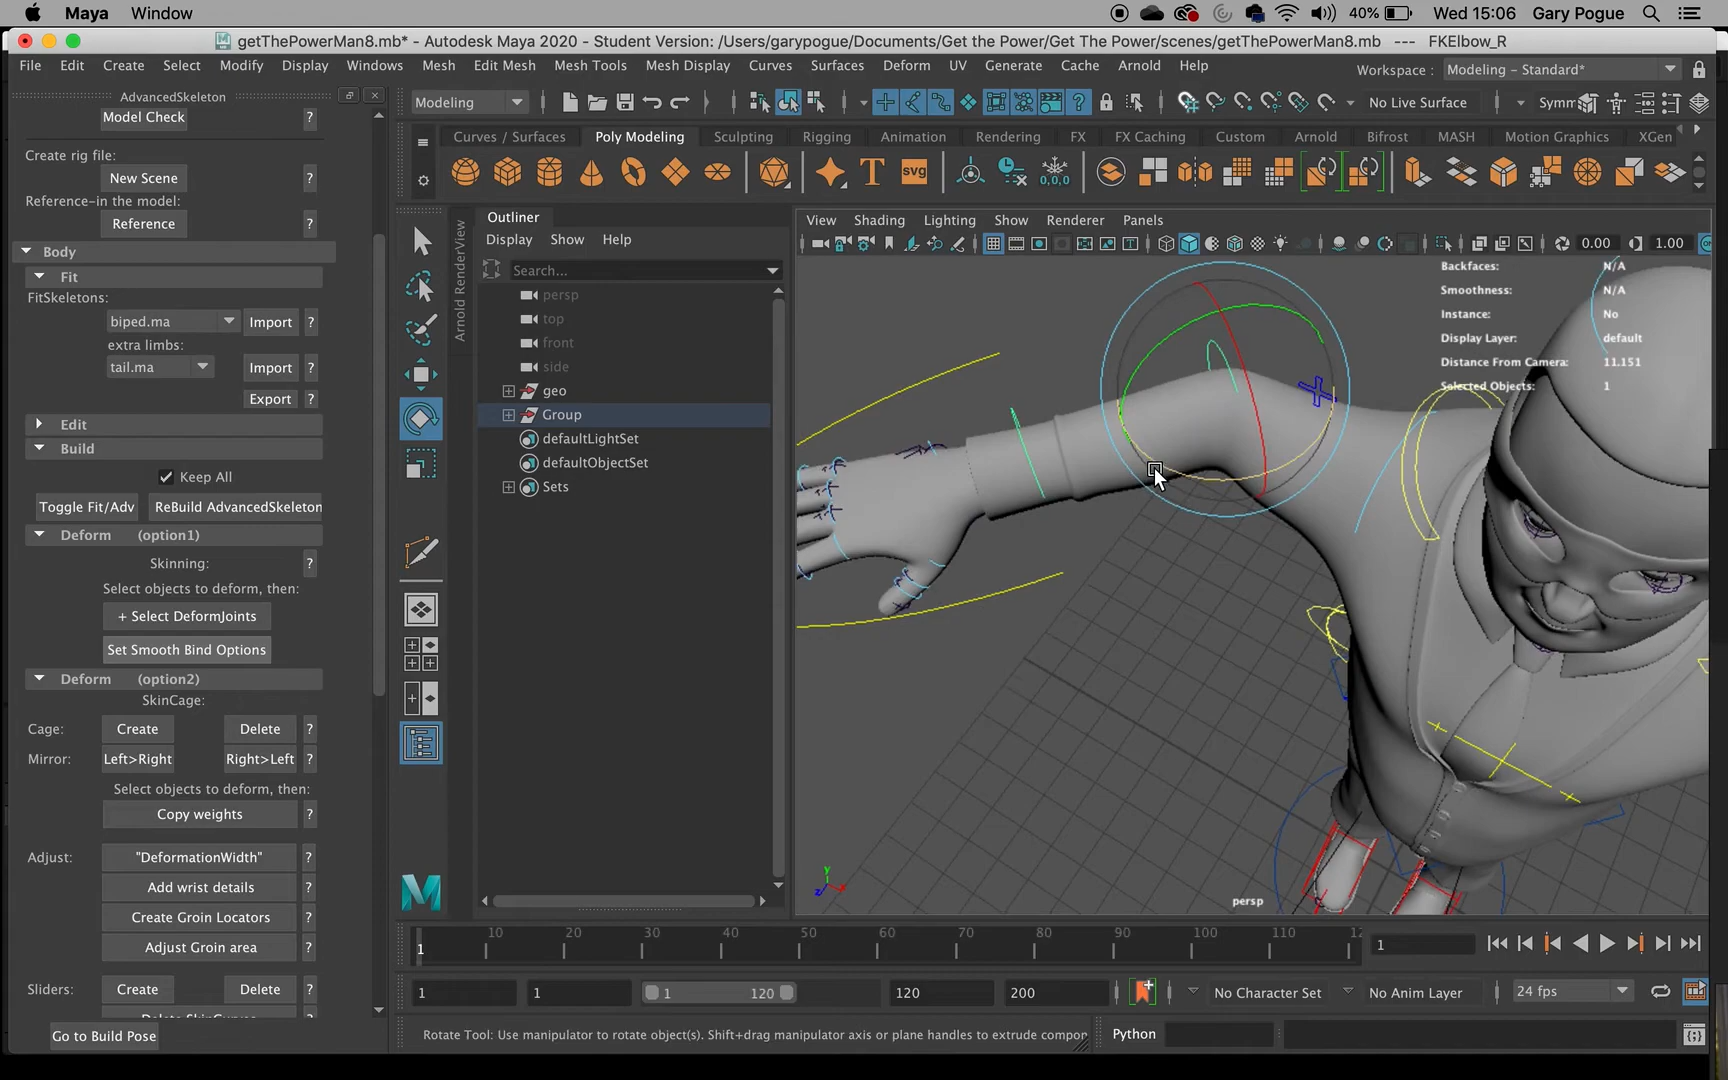 Maya Window 40% Wed 15:06 Gary Pogue
getThePowerMan8.mb* - Autodesk Maya 2020 - Student Version: /Users/garypogue/Documents/Get the Power/Get The Power/scenes/getThePowerMan8.mb --- FKElbow_R
File Edit Create Select Modify Display Windows Mesh Edit Mesh Mesh Tools Mesh Display Curves Surfaces Deform UV Generate Cache Arnold Help Workspace : Modeling - Standard*
AdvancedSkeleton
Modeling No Live Surface Symm
Model Check ?
Curves / Surfaces Poly Modeling Sculpting Rigging Animation Rendering FX FX Caching Custom Arnold Bifrost MASH Motion Graphics XGen
Create rig file:
New Scene ?
T svg 0,0,0
Reference-in the model:
Reference ?
Body
Fit
FitSkeletons:
biped.ma Import ?
extra limbs:
tail.ma Import ?
Export ?
Edit
Build
Keep All
Toggle Fit/Adv ReBuild AdvancedSkeleton
Deform (option1)
Skinning: ?
Select objects to deform, then:
+ Select DeformJoints
Set Smooth Bind Options
Deform (option2)
SkinCage:
Cage: Create Delete ?
Mirror: Left>Right Right>Left ?
Select objects to deform, then:
Copy weights ?
Adjust: "DeformationWidth" ?
Add wrist details ?
Create Groin Locators ?
Adjust Groin area ?
Sliders: Create Delete ?
Go to Build Pose
Arnold RenderView
Outliner
Display Show Help
Search...
persp
top
front
side
geo
Group
defaultLightSet
defaultObjectSet
Sets
View Shading Lighting Show Renderer Panels
0.00 1.00
Backfaces: N/A
Smoothness: N/A
Instance: No
Display Layer: default
Distance From Camera: 11.151
Selected Objects: 1
y
z x
persp
1 10 20 30 40 50 60 70 80 90 100 110 12 1
1 1 1 120 120 200 No Character Set No Anim Layer 24 fps
Rotate Tool: Use manipulator to rotate object(s). Shift+drag manipulator axis or plane handles to extrude compon Python